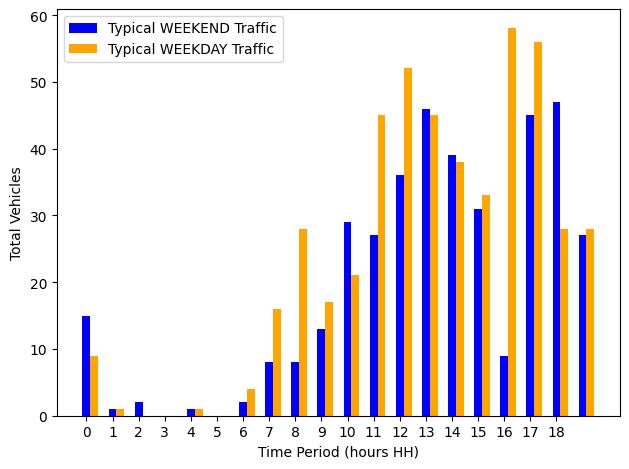 Typical WEEKEND Traffic
Typical WEEKDAY Traffic
60
50
40
30
20
10
0
Total Vehicles
0 1 2 3 4 5 6 7 8 9 10 11 12 13 14 15 16 17 18
Time Period (hours HH)